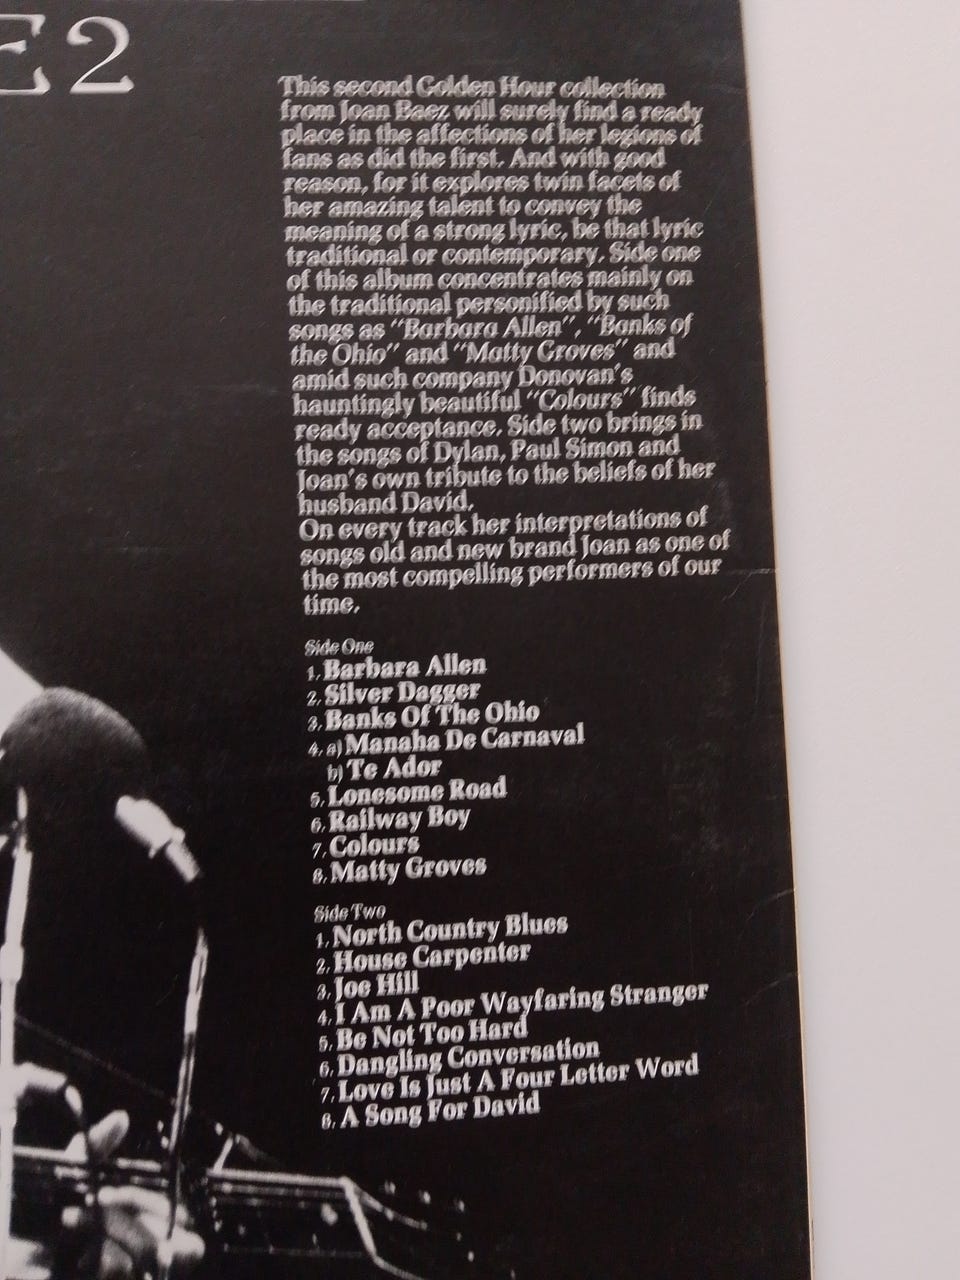 E 2
This second Golden Hour collection
from Joan Baez will surely find a ready
place in the affections of her legions of
fans as did the first. And with good
reason, for it explores twin facets of
her amazing talent to convey the
meaning of a strong lyric, be that lyric
traditional or contemporary. Side one
of this album concentrates mainly on
the traditional personified by such
songs as "Barbara Allen", "Banks of
the Ohio" and "Matty Groves" and
amid such company Donovan's
hauntingly beautiful "Colours" finds
ready acceptance. Side two brings in
the songs of Dylan, Paul Simon and
Joan's own tribute to the beliefs of her
husband David.
On every track her interpretations of
songs old and new brand Joan as one of
the most compelling performers of our
time.
Side One
1. Barbara Allen
2. Silver Dagger
3. Banks Of The Ohio
4. a) Manaha De Carnaval
b) Te Ador
5. Lonesome Road
6. Railway Boy
7. Colours
8. Matty Groves
Side Two
1. North Country Blues
2. House Carpenter
3. Joe Hill
4. I Am A Poor Wayfaring Stranger
5. Be Not Too Hard
6. Dangling Conversation
7. Love Is Just A Four Letter Word
8. A Song For David